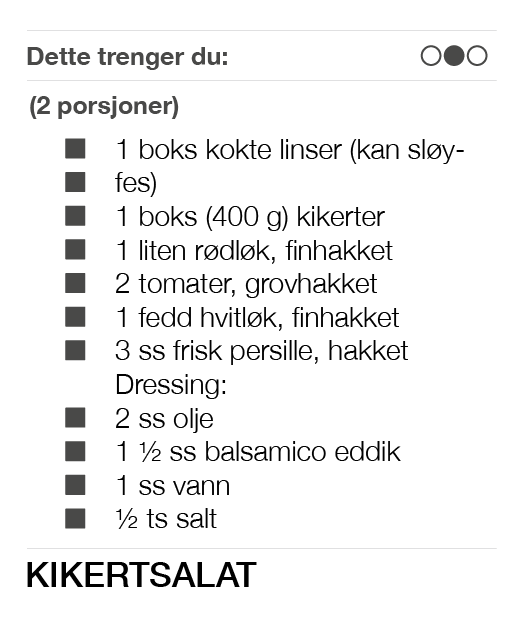 Dette trenger du:
(2 porsjoner)
1 boks kokte linser (kan sløy-
fes)
1 boks (400 g) kikerter
1 liten rødløk, finhakket
2 tomater, grovhakket
1 fedd hvitløk, finhakket
3 ss frisk persille, hakket
Dressing:
2 ss olje
1 ½ ss balsamico eddik
1 ss vann
½ ts salt
KIKERTSALAT